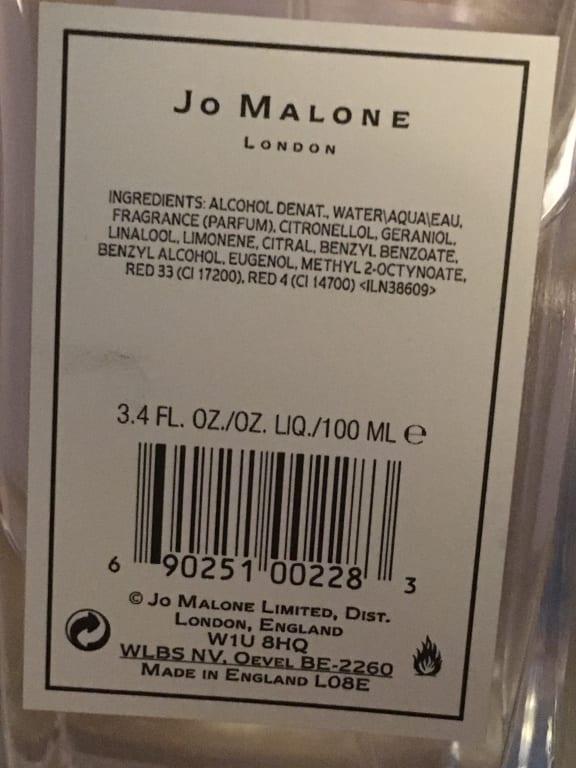 JO MALONE
LONDON
INGREDIENTS: ALCOHOL DENAT., WATER\AQUA\EAU,
FRAGRANCE (PARFUM), CITRONELLOL, GERANIOL,
LINALOOL, LIMONENE, CITRAL, BENZYL BENZOATE,
BENZYL ALCOHOL, EUGENOL, METHYL 2-OCTYNOATE,
RED 33 (CI 17200), RED 4 (CI 14700) <ILN38609>
3.4 FL. OZ./OZ. LIQ./100 ML ℮
6 90251 00228 3
© JO MALONE LIMITED, DIST.
LONDON, ENGLAND
W1U 8HQ
WLBS NV, OEVEL BE-2260
MADE IN ENGLAND L08E